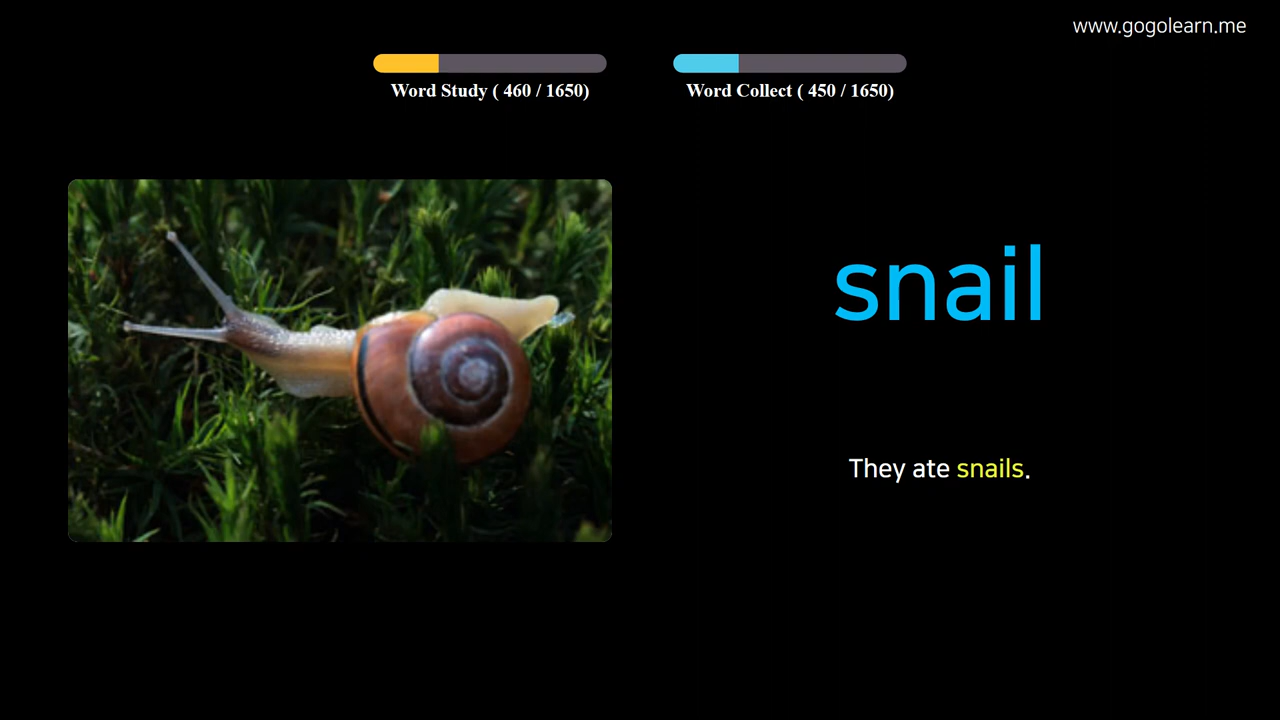 www.gogolearn.me
Word Study ( 460 / 1650)
Word Collect ( 450 / 1650)
snail
They ate snails.